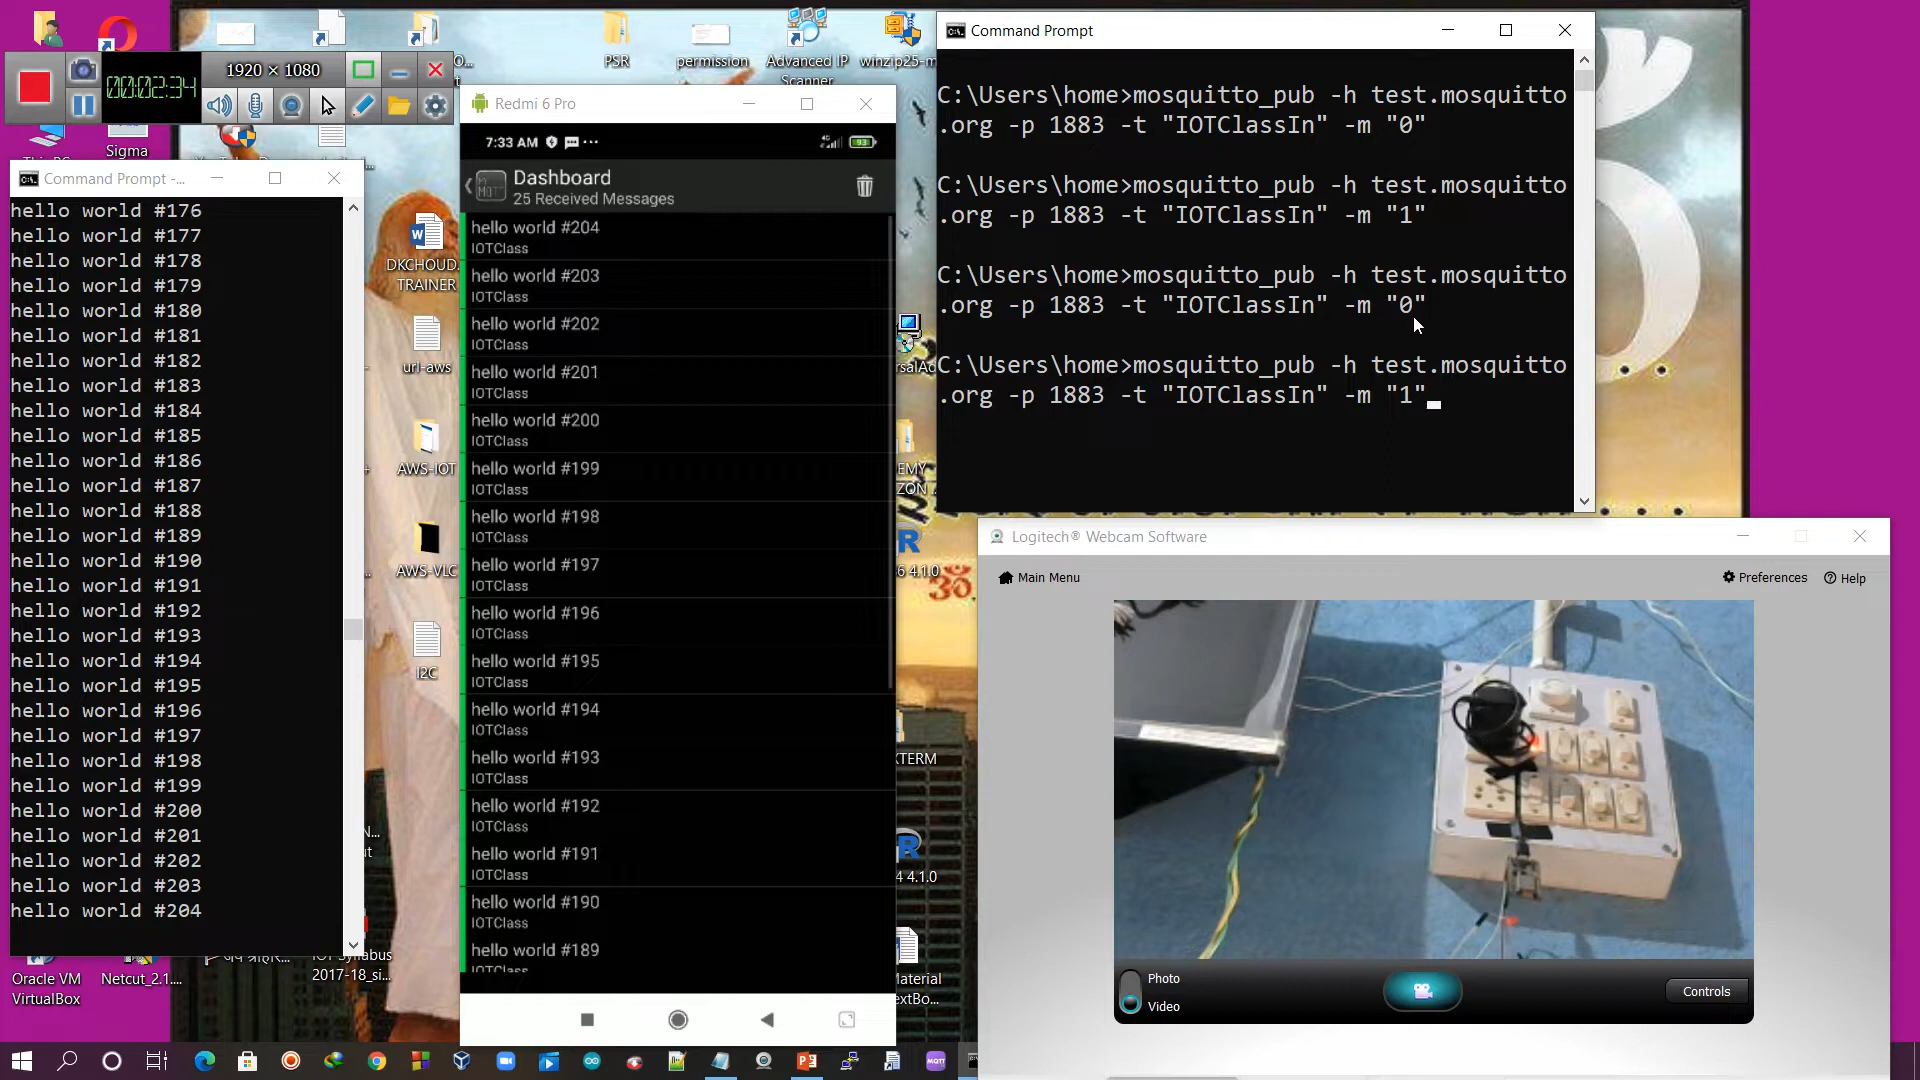 PSR
permission
Advanced IP
Scanner
winzip25-m
1920 × 1080
00:02:34
Sigma
DKCHOUD.
TRAINER
url-aws
AWS-IOT
AWS-VLC
I2C
Oracle VM
VirtualBox
Netcut_2.1....
2017-18_si...
Command Prompt -...
hello world #176
hello world #177
hello world #178
hello world #179
hello world #180
hello world #181
hello world #182
hello world #183
hello world #184
hello world #185
hello world #186
hello world #187
hello world #188
hello world #189
hello world #190
hello world #191
hello world #192
hello world #193
hello world #194
hello world #195
hello world #196
hello world #197
hello world #198
hello world #199
hello world #200
hello world #201
hello world #202
hello world #203
hello world #204
Redmi 6 Pro
7:33 AM
4G
93
Dashboard
25 Received Messages
hello world #204
IOTClass
hello world #203
IOTClass
hello world #202
IOTClass
hello world #201
IOTClass
hello world #200
IOTClass
hello world #199
IOTClass
hello world #198
IOTClass
hello world #197
IOTClass
hello world #196
IOTClass
hello world #195
IOTClass
hello world #194
IOTClass
hello world #193
IOTClass
hello world #192
IOTClass
hello world #191
IOTClass
hello world #190
IOTClass
hello world #189
IOTClass
Command Prompt
C:\Users\home>mosquitto_pub -h test.mosquitto
.org -p 1883 -t "IOTClassIn" -m "0"
C:\Users\home>mosquitto_pub -h test.mosquitto
.org -p 1883 -t "IOTClassIn" -m "1"
C:\Users\home>mosquitto_pub -h test.mosquitto
.org -p 1883 -t "IOTClassIn" -m "0"
C:\Users\home>mosquitto_pub -h test.mosquitto
.org -p 1883 -t "IOTClassIn" -m "1"
ॐ
Logitech® Webcam Software
Main Menu
Preferences
Help
Photo
Video
Controls